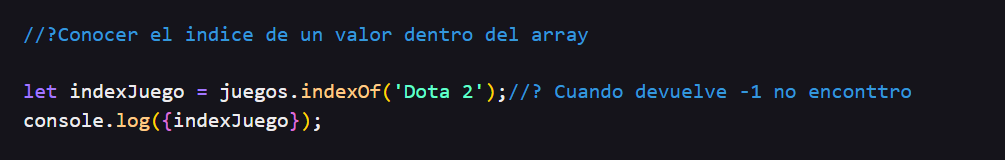 //?Conocer el indice de un valor dentro del array
let indexJuego = juegos.indexOf('Dota 2');//? Cuando devuelve -1 no enconttro
console.log({indexJuego});